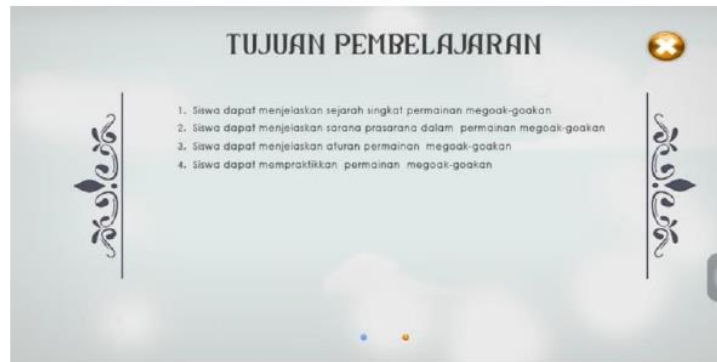 TUJUAN PEMBELAJARAN
1. Siswa dapat menjelaskan sejarah singkat permainan megoak-goakan
2. Siswa dapat menjelaskan sarana prasarana dalam permainan megoak-goakan
3. Siswa dapat menjelaskan aturan permainan megoak-goakan
4. Siswa dapat mempraktikkan permainan megoak-goakan